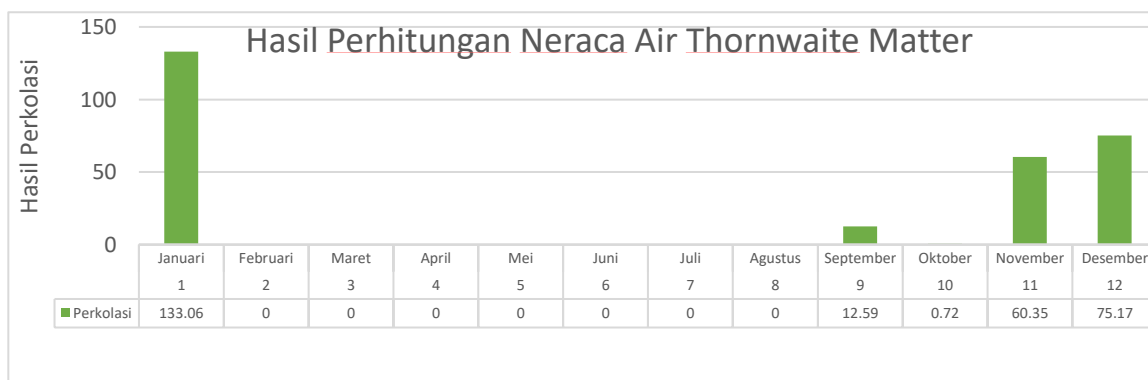 Hasil Perhitungan Neraca Air Thornwaite Matter
Hasil Perkolasi
150
100
50
0
Januari Februari Maret April Mei Juni Juli Agustus September Oktober November Desember
1 2 3 4 5 6 7 8 9 10 11 12
Perkolasi 133.06 0 0 0 0 0 0 0 12.59 0.72 60.35 75.17